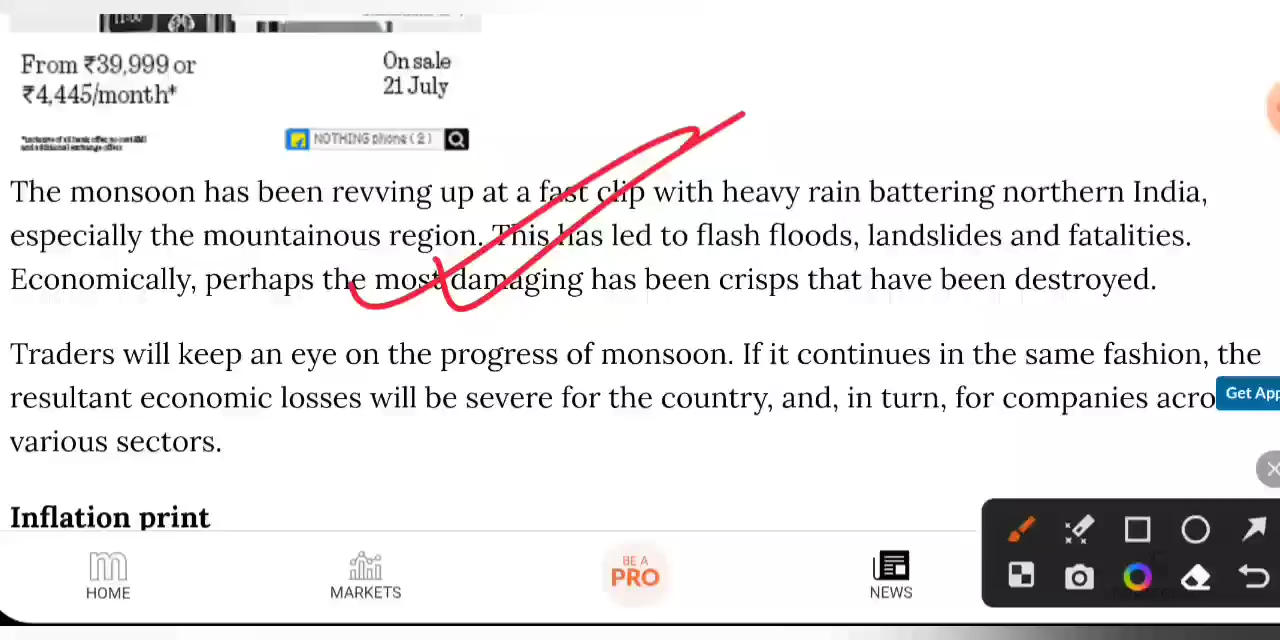 11:00
From ₹39,999 or
₹4,445/month*
On sale
21 July
NOTHING phone (2)
The monsoon has been revving up at a fast clip with heavy rain battering northern India,
especially the mountainous region. This has led to flash floods, landslides and fatalities.
Economically, perhaps the most damaging has been crisps that have been destroyed.
Traders will keep an eye on the progress of monsoon. If it continues in the same fashion, the
resultant economic losses will be severe for the country, and, in turn, for companies acro
Get App
various sectors.
Inflation print
HOME
MARKETS
BE A
PRO
NEWS